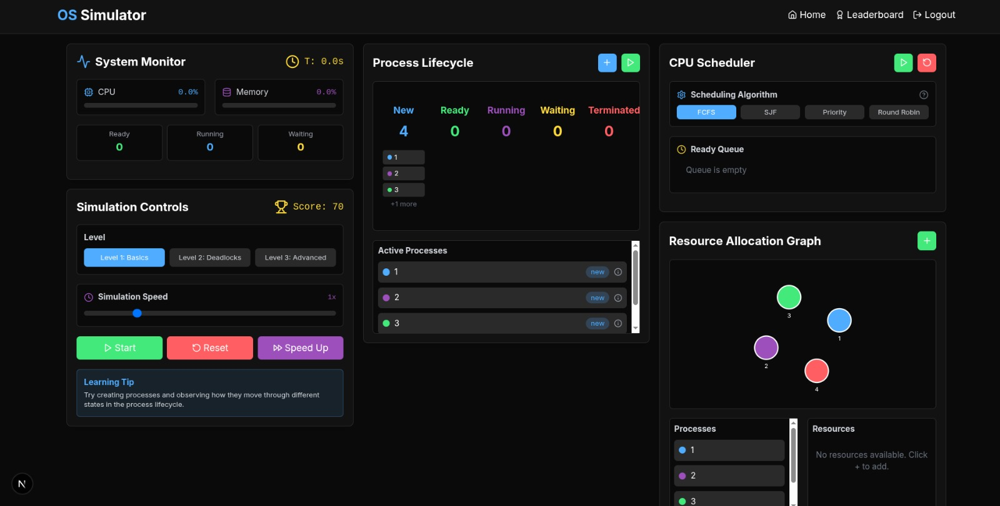 OS Simulator
Home Leaderboard Logout
System Monitor
T: 0.0s
CPU 0.0%
Memory 0.0%
Ready
0
Running
0
Waiting
0
Simulation Controls
Score: 70
Level
Level 1: Basics
Level 2: Deadlocks
Level 3: Advanced
Simulation Speed
1x
Start
Reset
Speed Up
Learning Tip
Try creating processes and observing how they move through different
states in the process lifecycle.
N
Process Lifecycle
+
New
4
Ready
0
Running
0
Waiting
0
Terminated
0
1
2
3
+1 more
Active Processes
1 new
2 new
3 new
CPU Scheduler
Scheduling Algorithm
?
FCFS
SJF
Priority
Round Robin
Ready Queue
Queue is empty
Resource Allocation Graph
+
3
1
2
4
Processes
1
2
3
Resources
No resources available. Click
+ to add.